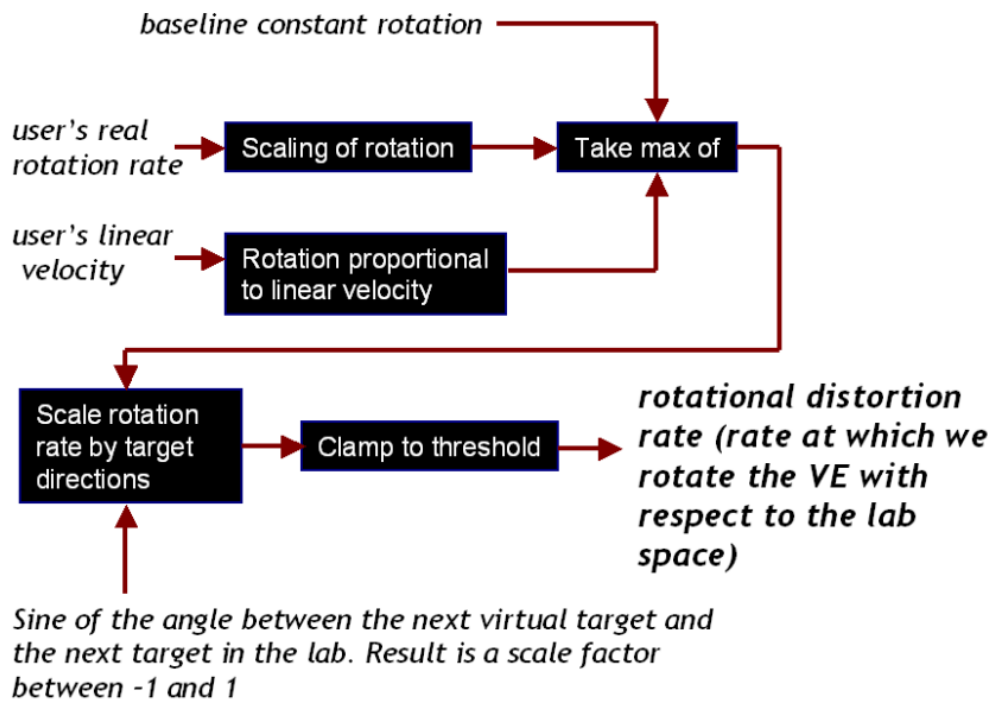 baseline constant rotation
user's real
rotation rate
Scaling of rotation
Take max of
user's linear
velocity
Rotation proportional
to linear velocity
Scale rotation
rate by target
directions
Clamp to threshold
rotational distortion
rate (rate at which we
rotate the VE with
respect to the lab
space)
Sine of the angle between the next virtual target and
the next target in the lab. Result is a scale factor
between -1 and 1